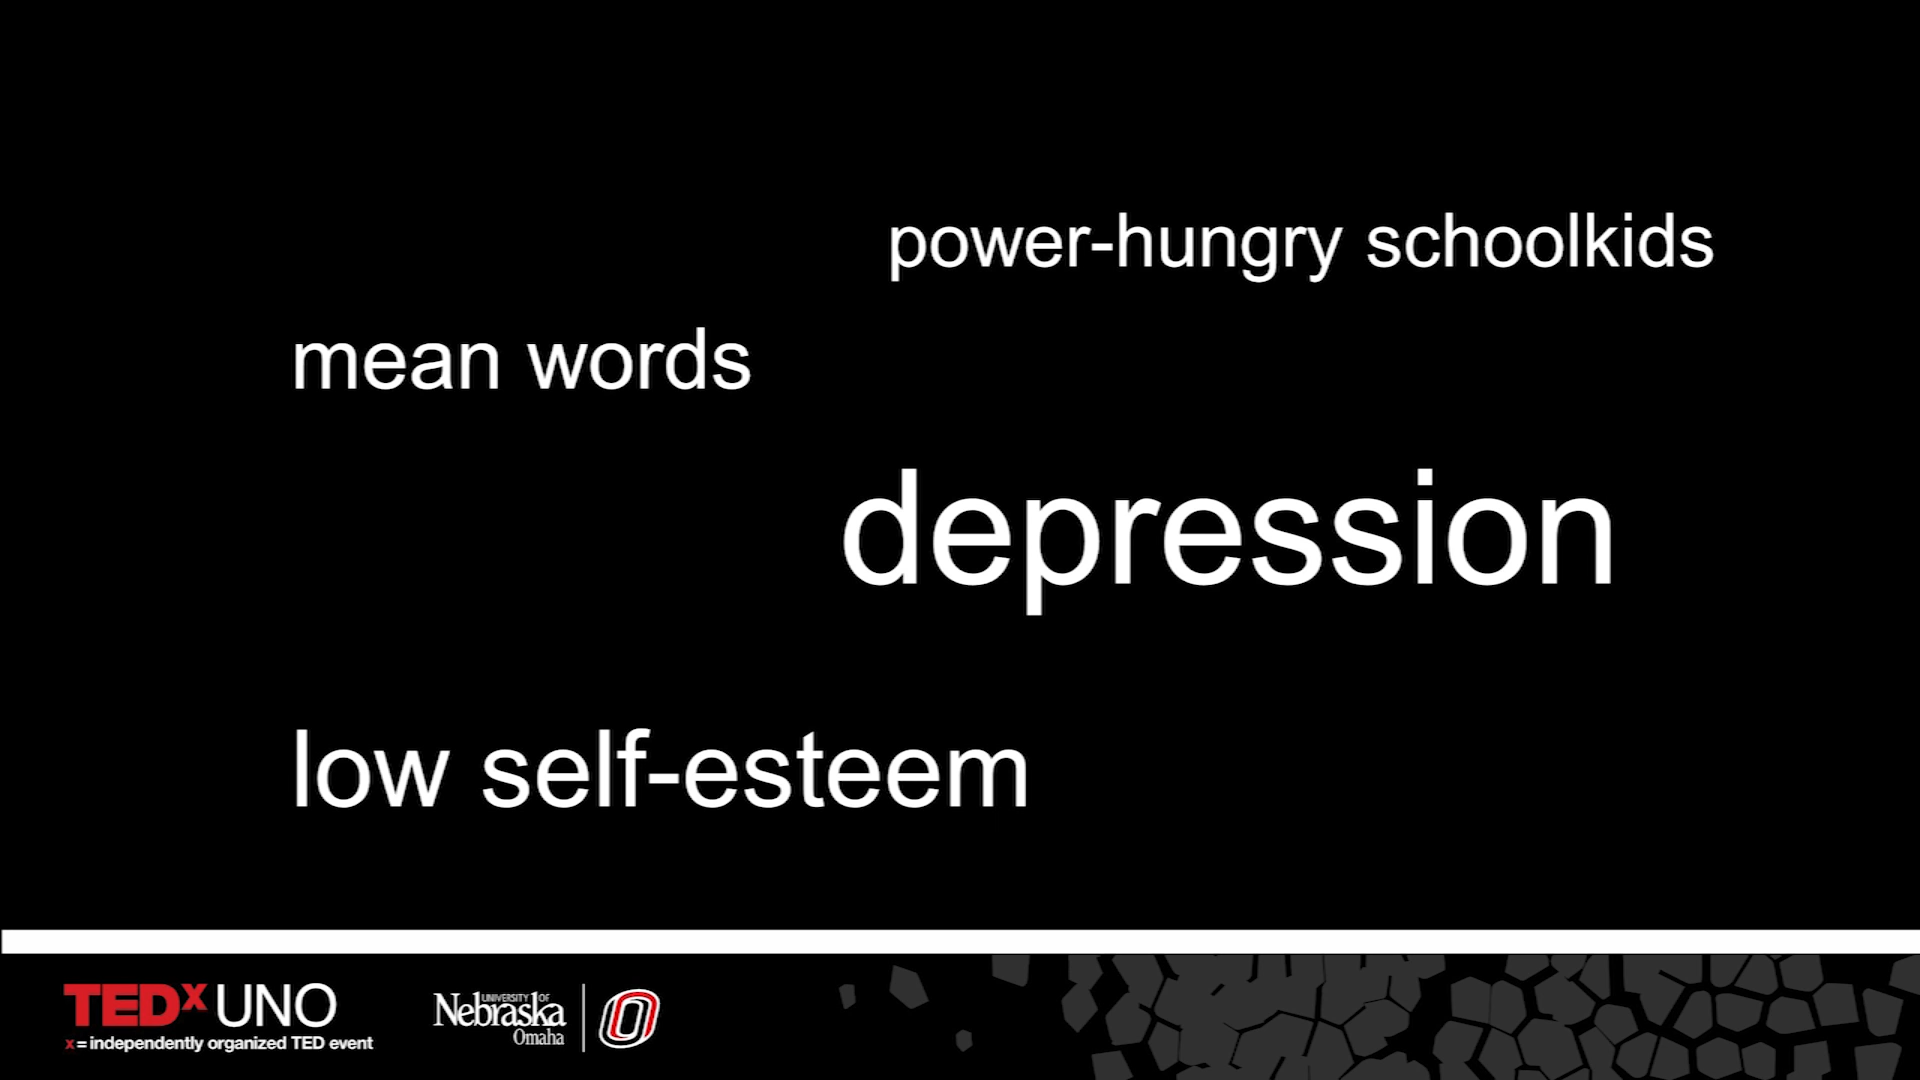 power-hungry schoolkids
mean words
depression
low self-esteem
TEDx UNO
x = independently organized TED event
UNIVERSITY OF
Nebraska
Omaha
O